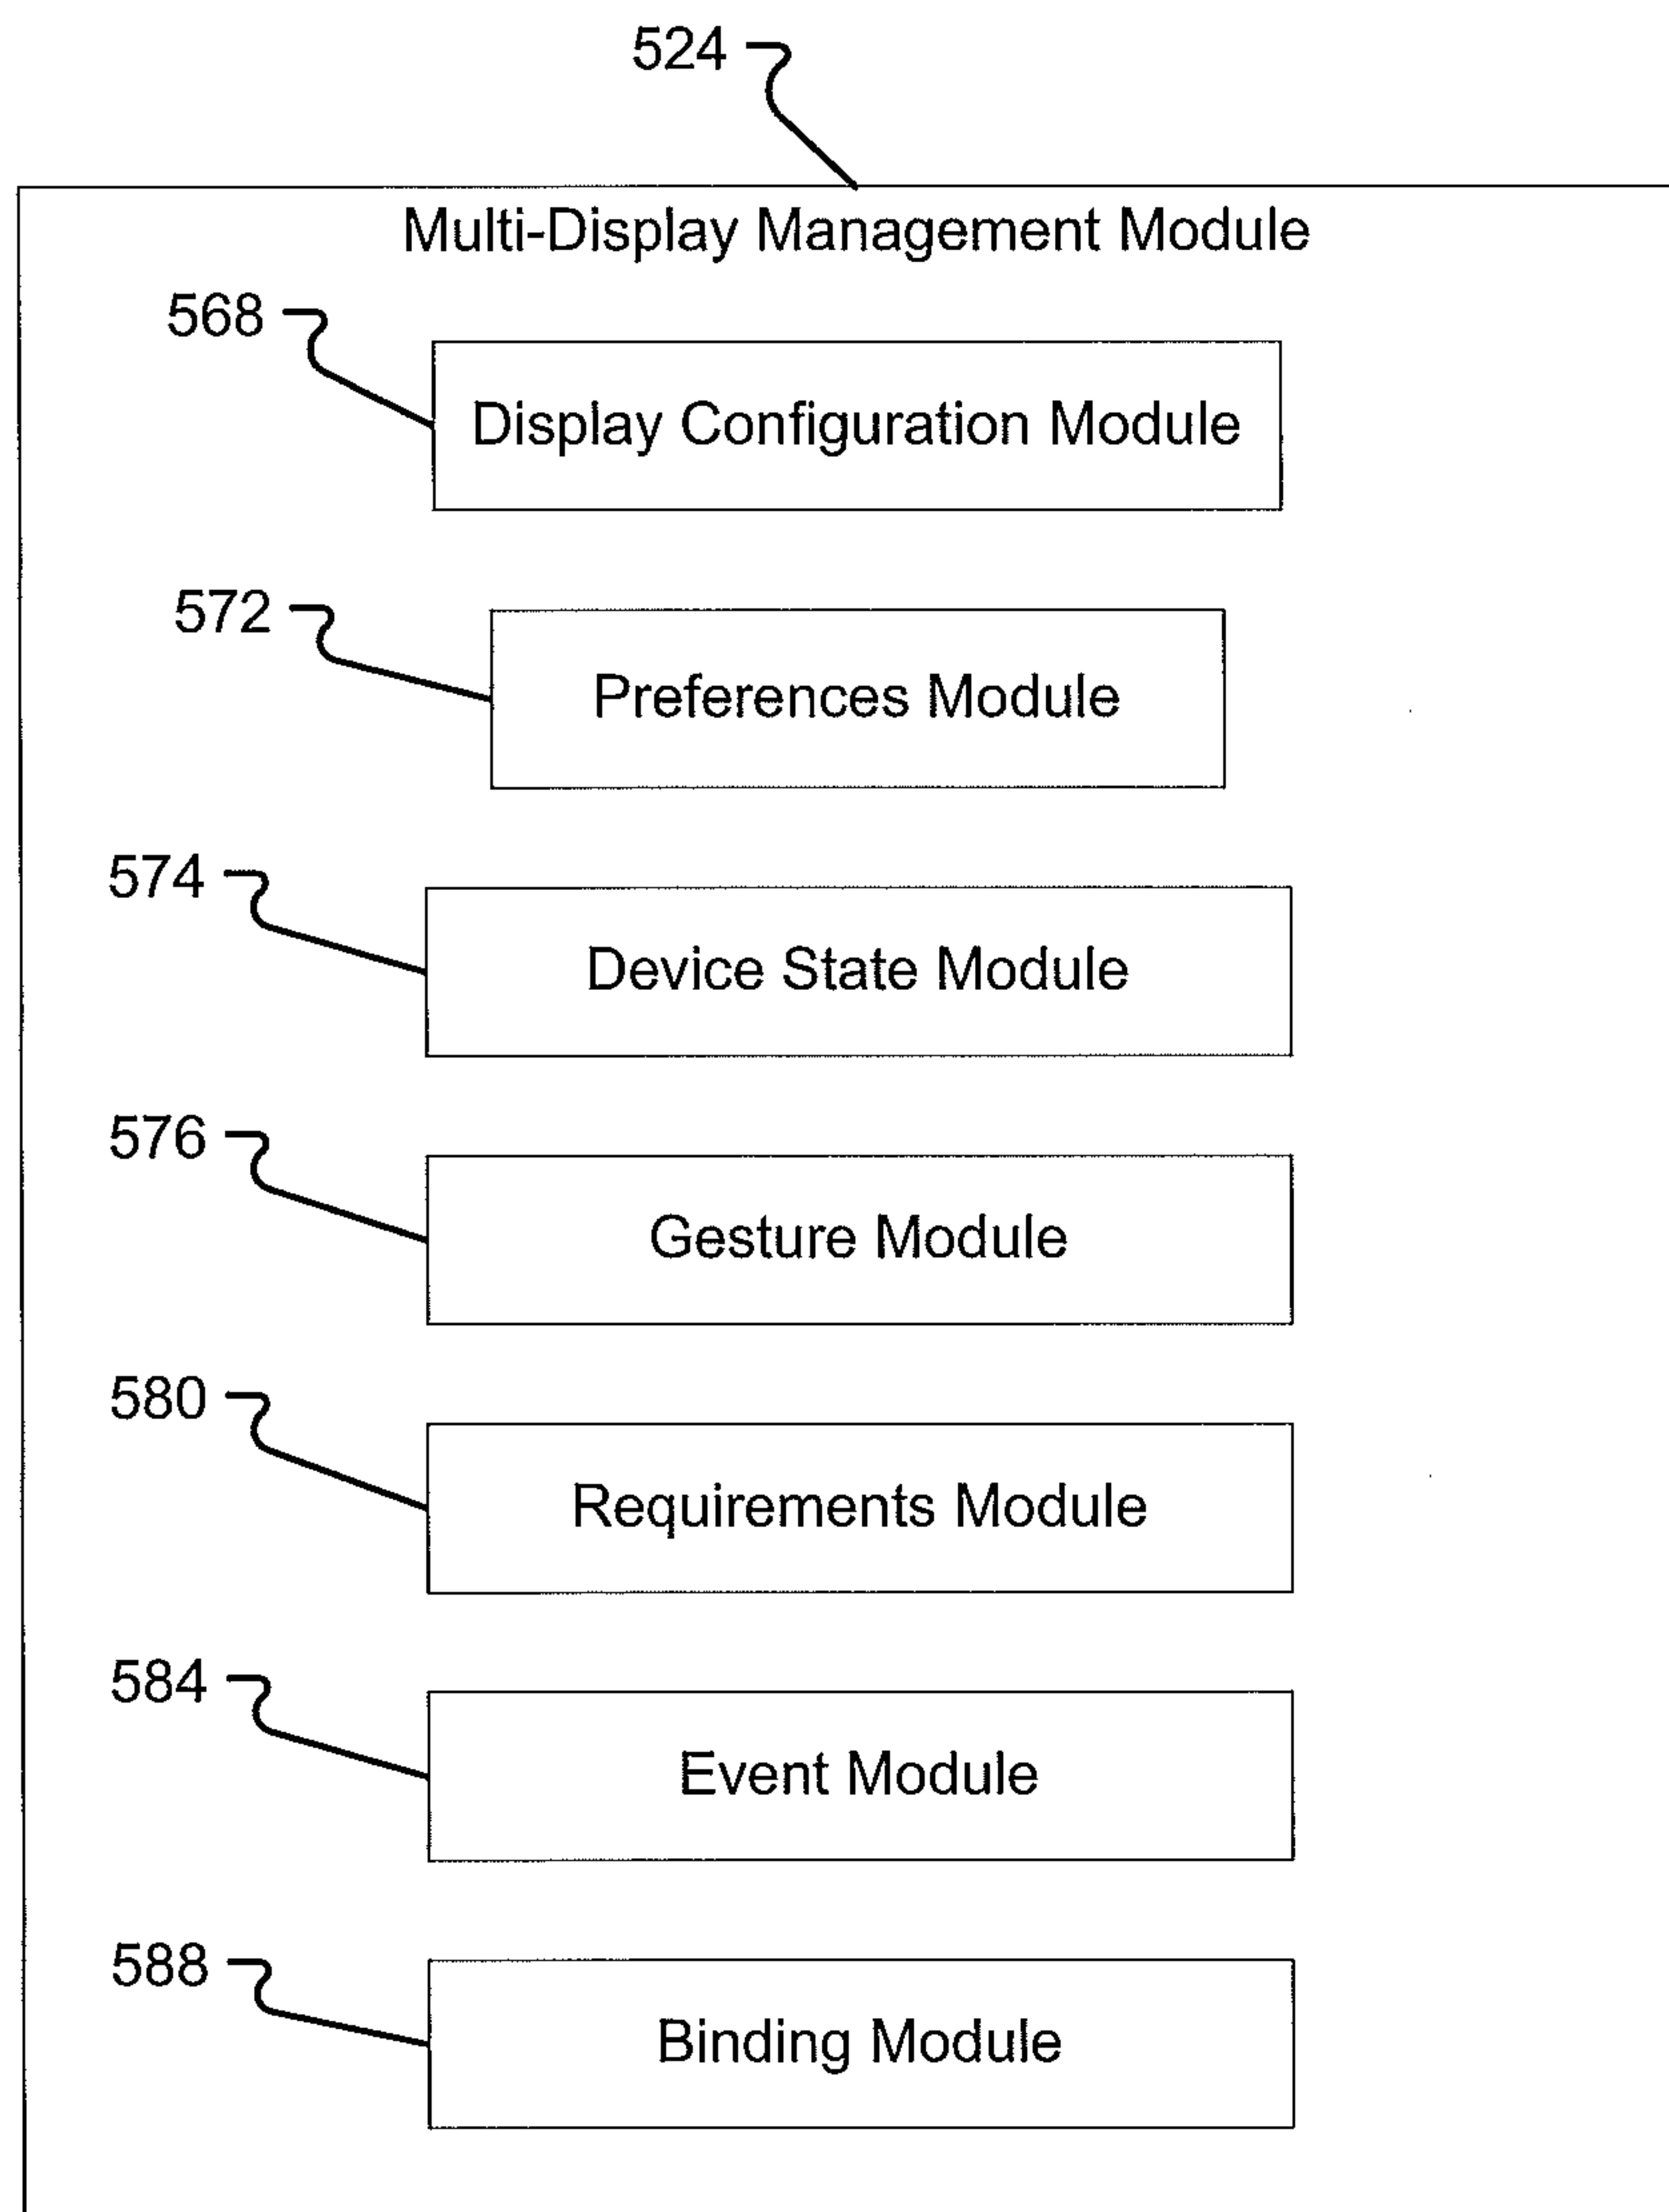 524
Multi-Display Management Module
568
Display Configuration Module
572
Preferences Module
574
Device State Module
576
Gesture Module
580
Requirements Module
584
Event Module
588
Binding Module